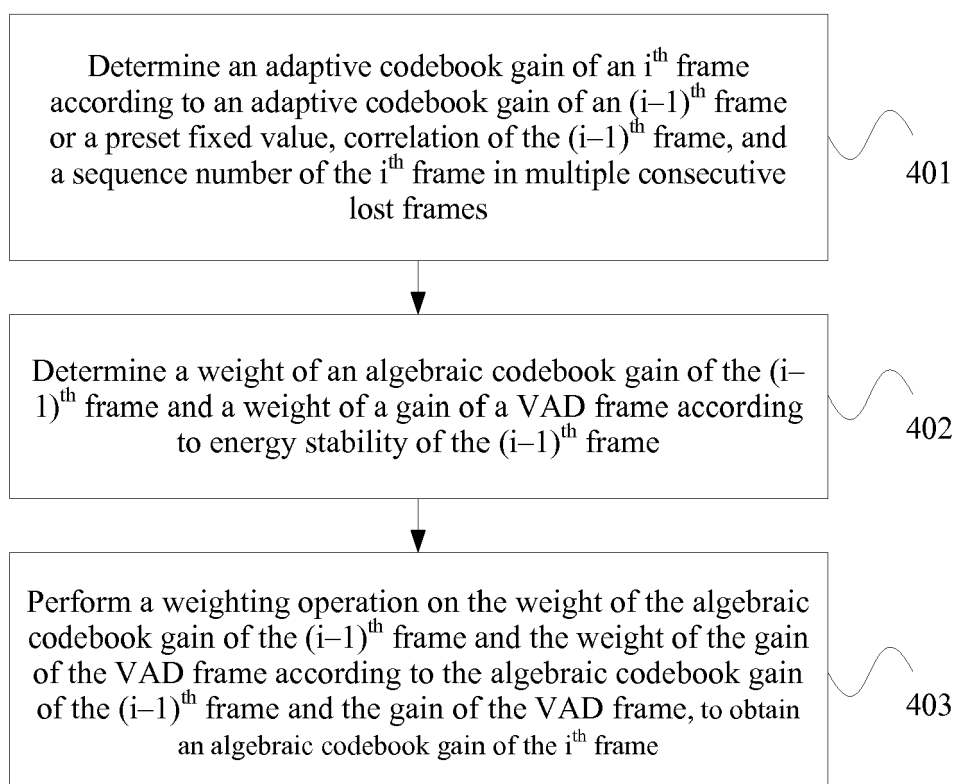 Determine an adaptive codebook gain of an i^th frame
according to an adaptive codebook gain of an (i–1)^th frame
or a preset fixed value, correlation of the (i–1)^th frame, and
a sequence number of the i^th frame in multiple consecutive
lost frames
401
Determine a weight of an algebraic codebook gain of the (i–
1)^th frame and a weight of a gain of a VAD frame according
to energy stability of the (i–1)^th frame
402
Perform a weighting operation on the weight of the algebraic
codebook gain of the (i–1)^th frame and the weight of the gain
of the VAD frame according to the algebraic codebook gain
of the (i–1)^th frame and the gain of the VAD frame, to obtain
an algebraic codebook gain of the i^th frame
403